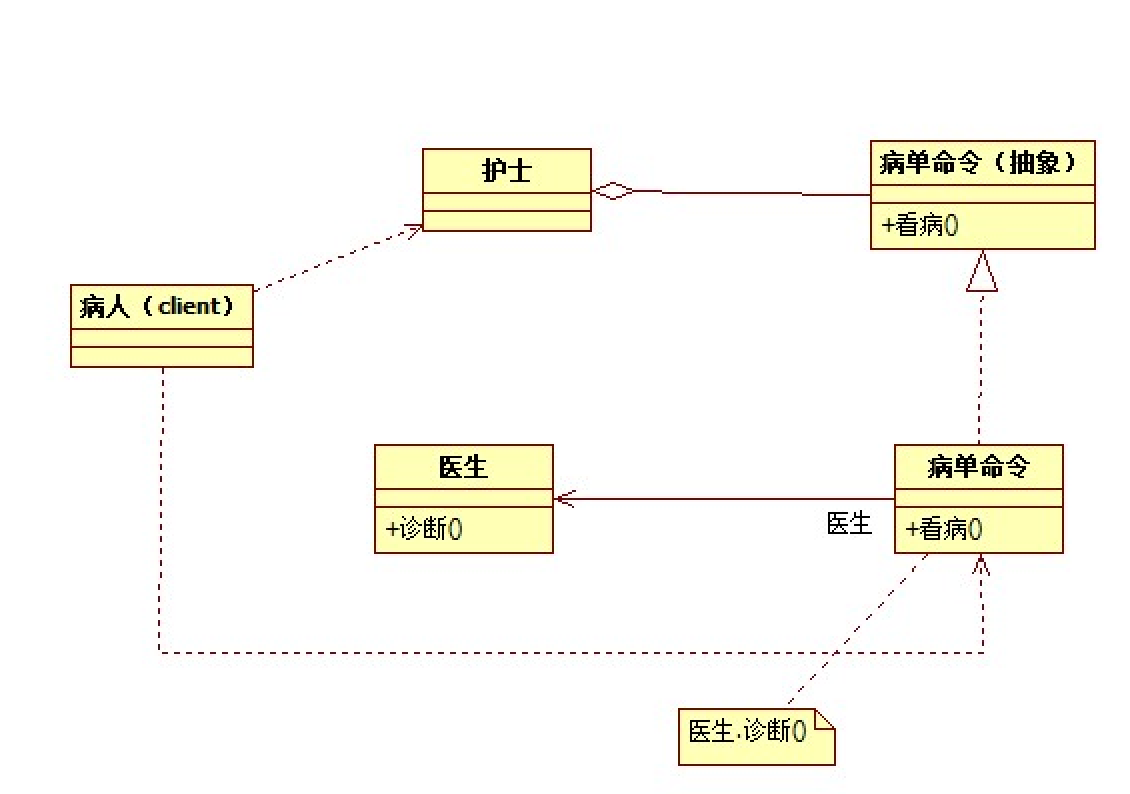 护士
病单命令（抽象）
+看病()
病人（client）
医生
+诊断()
病单命令
+看病()
医生
医生.诊断()